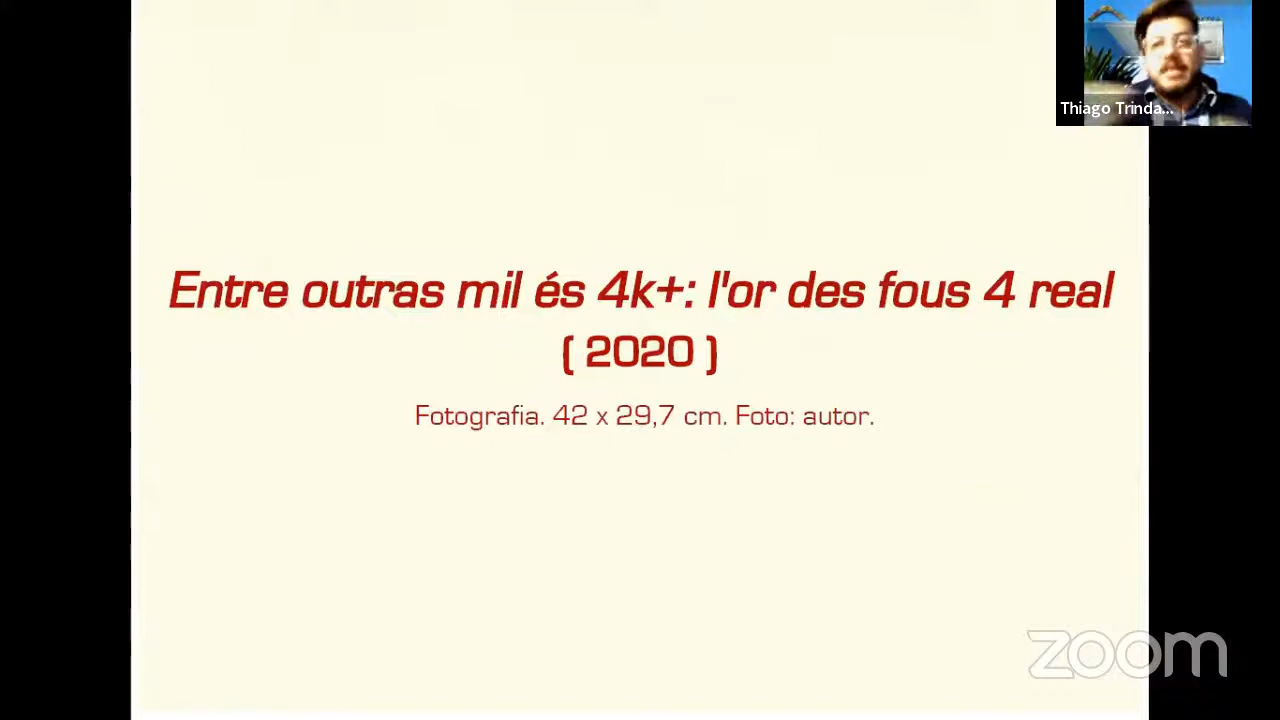 Thiago Trinda...
Entre outras mil és 4k+: l'or des fous 4 real
( 2020 )
Fotografia. 42 x 29,7 cm. Foto: autor.
zoom